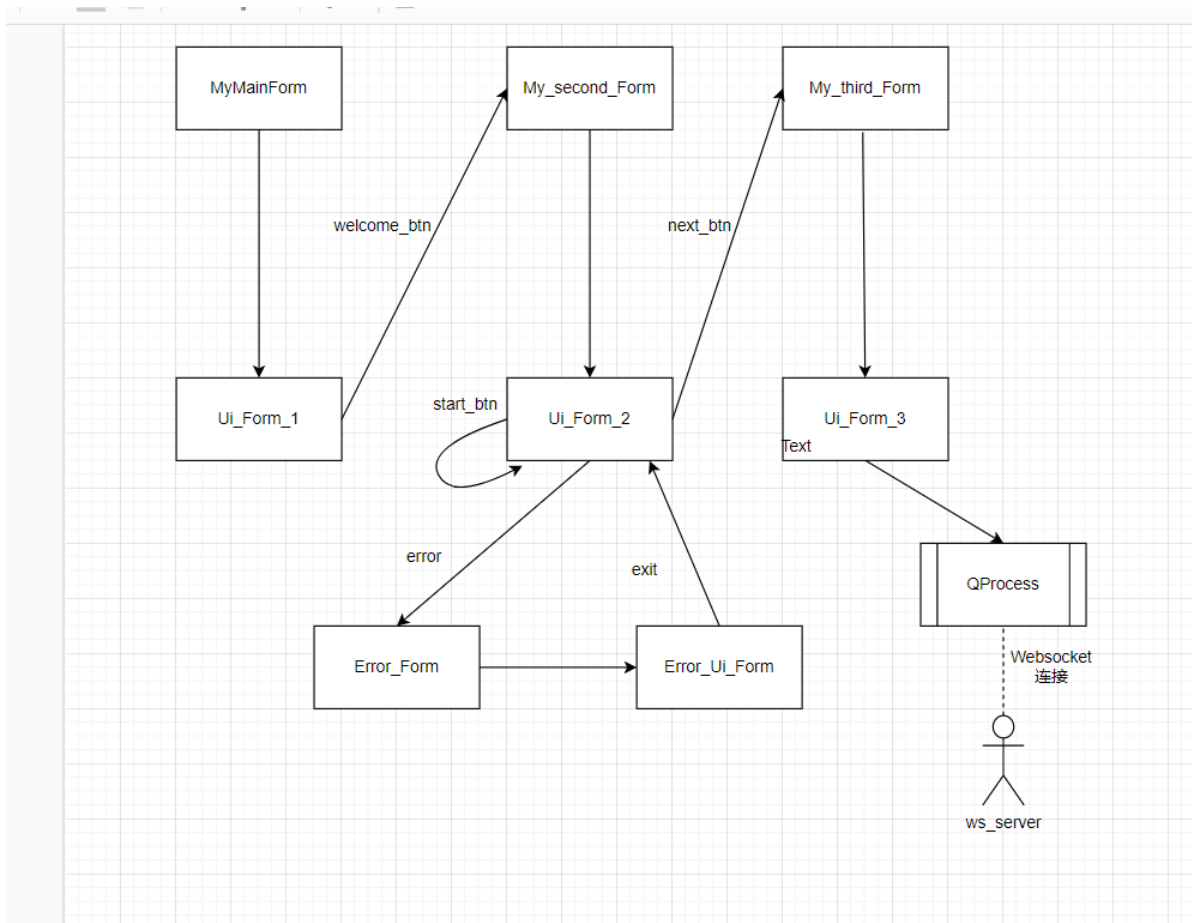 MyMainForm
My_second_Form
My_third_Form
welcome_btn
next_btn
start_btn
Ui_Form_1
Ui_Form_2
Ui_Form_3
Text
error
exit
QProcess
Error_Form
Error_Ui_Form
Websocket
连接
ws_server